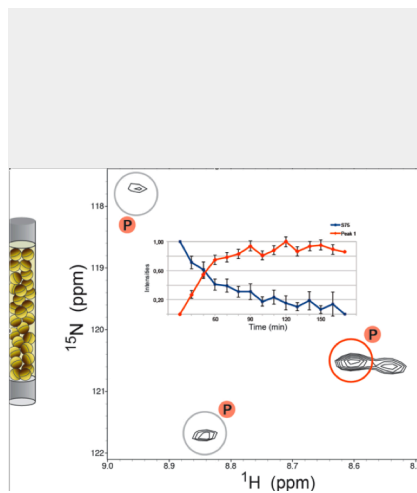 P
118
119
120
121
122
¹⁵N (ppm)
S75
Peak 1
1,00
0,60
0,20
Intensities
60 90 120 150
Time (min)
P
P
9.0 8.9 8.8 8.7 8.6
¹H (ppm)